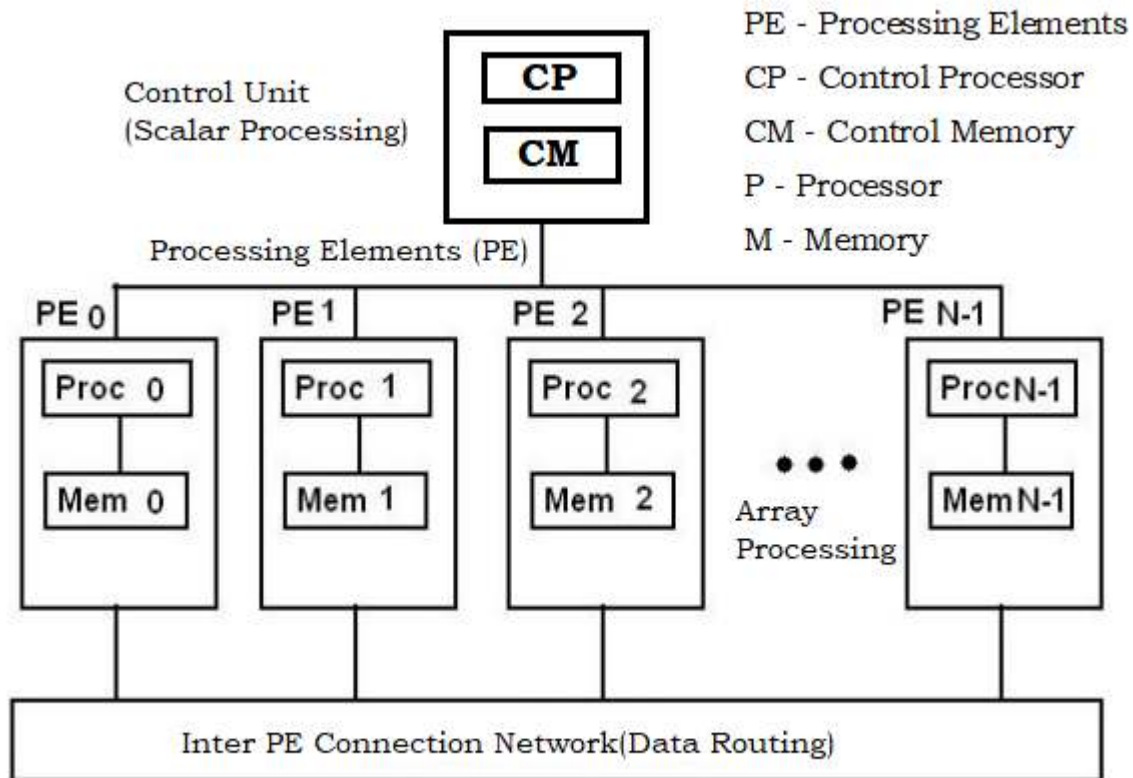 PE - Processing Elements
CP - Control Processor
CM - Control Memory
P - Processor
M - Memory
Control Unit
(Scalar Processing)
CP
CM
Processing Elements (PE)
PE 0
PE 1
PE 2
PE N-1
Proc 0
Proc 1
Proc 2
Proc N-1
Mem 0
Mem 1
Mem 2
Mem N-1
Array
Processing
Inter PE Connection Network(Data Routing)